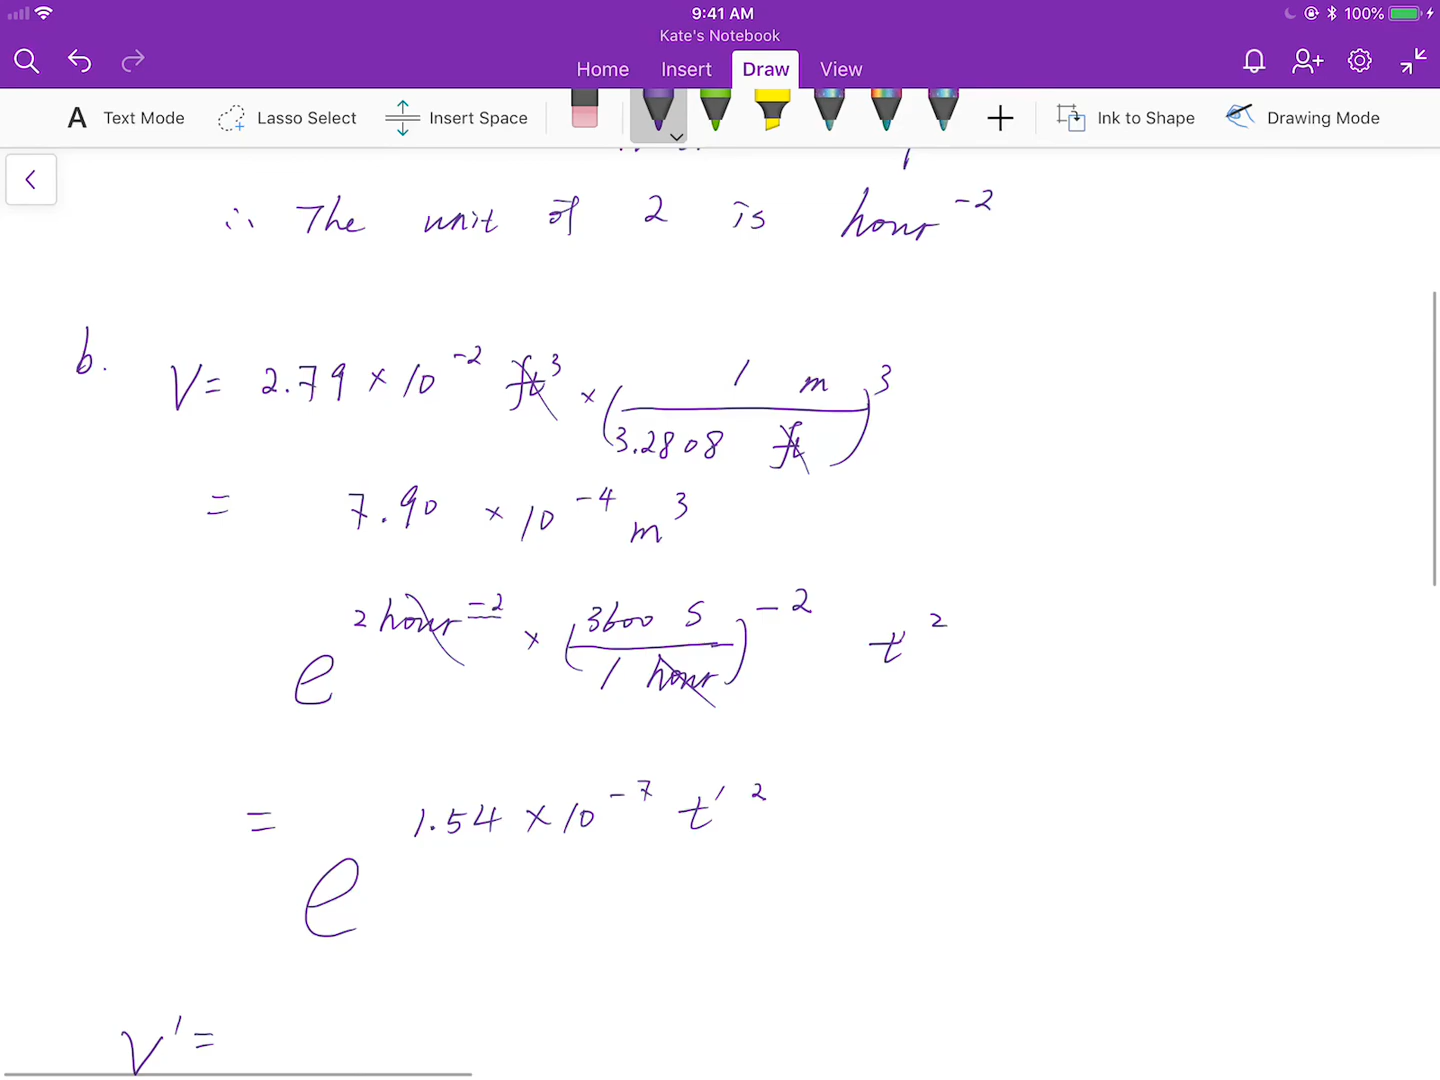 9:41 AM
100%
Kate's Notebook
Home Insert Draw View
A Text Mode Lasso Select Insert Space Ink to Shape Drawing Mode
∴ The unit of 2 is hour⁻²
b. V = 2.79 × 10⁻² ft³ × (1 m / 3.2808 ft)³
= 7.90 × 10⁻⁴ m³
e^(2 hour⁻² × (3600 s / 1 hour)⁻² t'²)
= e^(1.54 × 10⁻⁷ t'²)
V' =